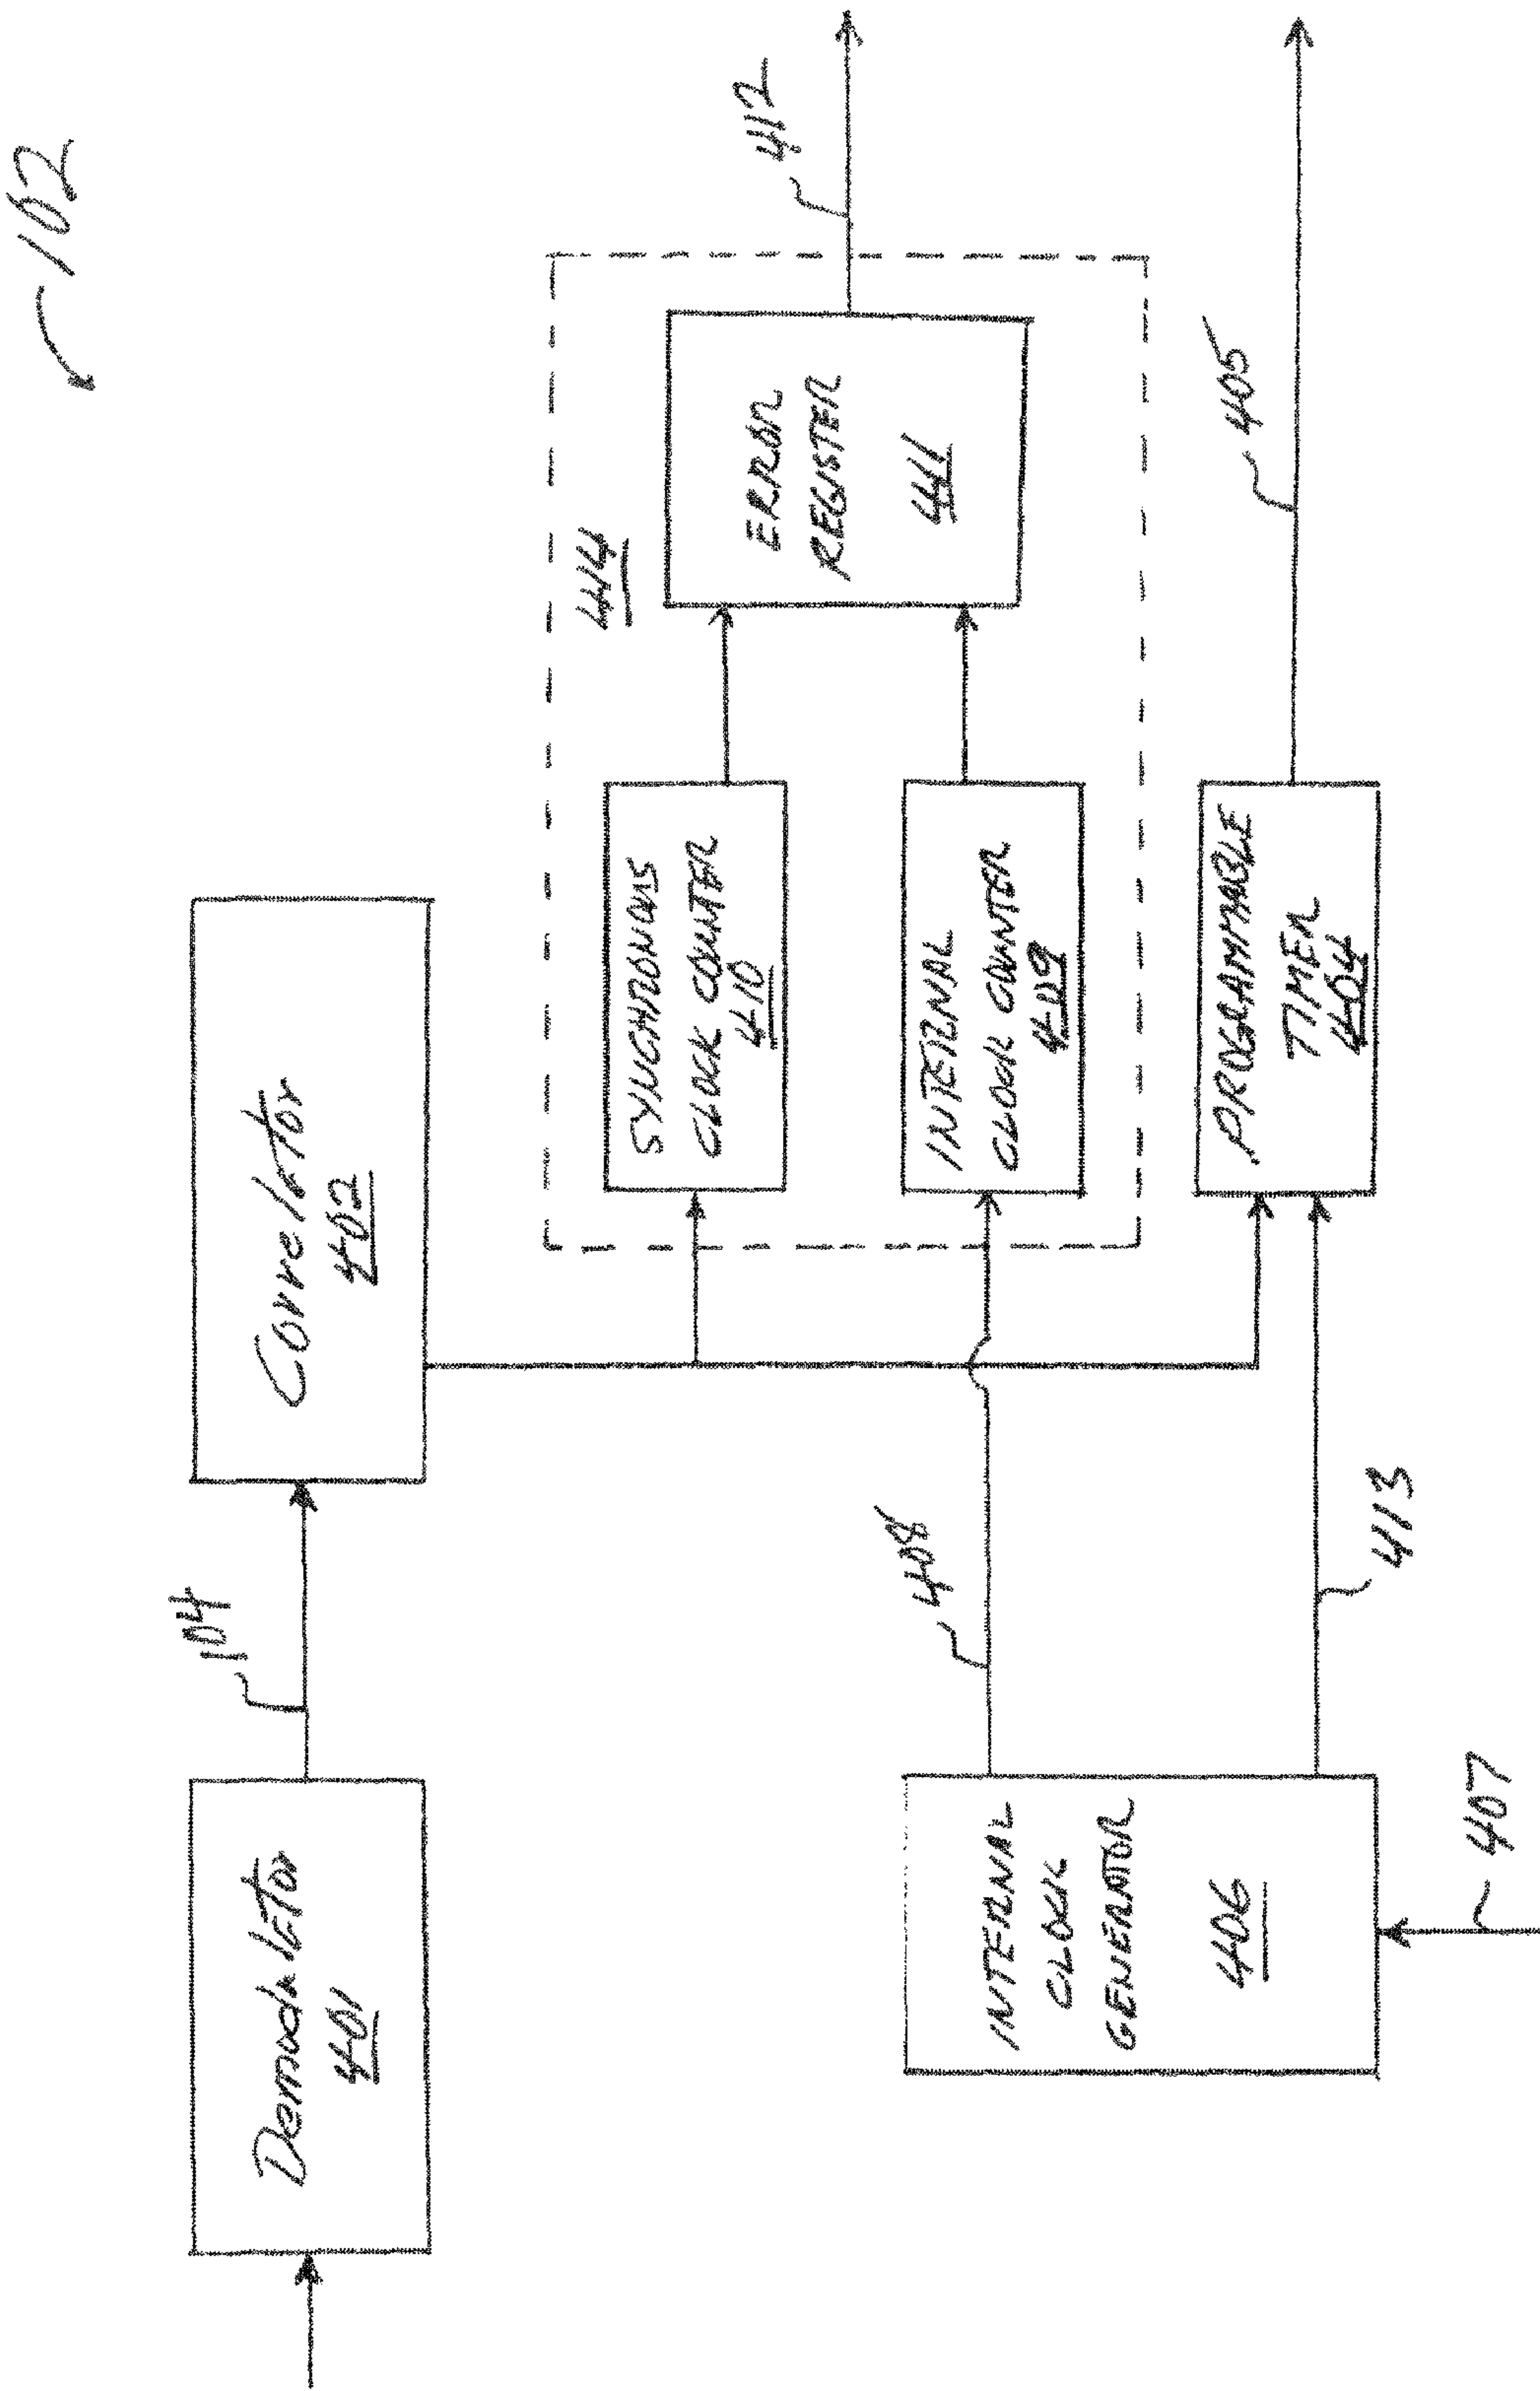 102
104
Demodulator
401
Correlator
402
414
SYNCHRONOUS
CLOCK COUNTER
410
ERROR
REGISTER
411
412
408
INTERNAL
CLOCK COUNTER
409
INTERNAL
CLOCK
GENERATOR
406
PROGRAMMABLE
TIMER
404
405
413
407